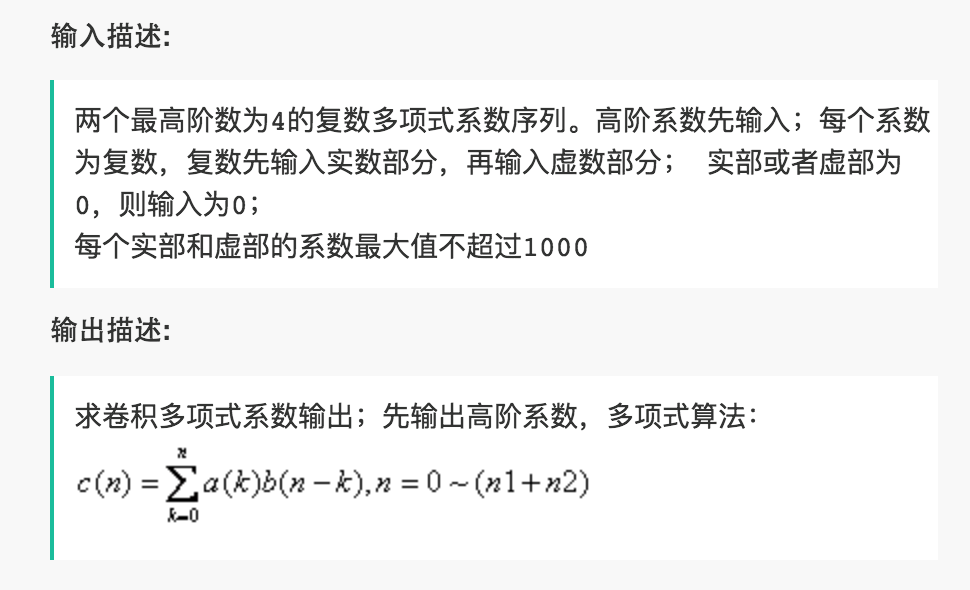 输入描述:
两个最高阶数为4的复数多项式系数序列。高阶系数先输入；每个系数
为复数，复数先输入实数部分，再输入虚数部分； 实部或者虚部为
0，则输入为0；
每个实部和虚部的系数最大值不超过1000
输出描述:
求卷积多项式系数输出；先输出高阶系数，多项式算法：
c(n) = ∑_{k=0}^{n} a(k)b(n−k), n = 0 ~ (n1+n2)